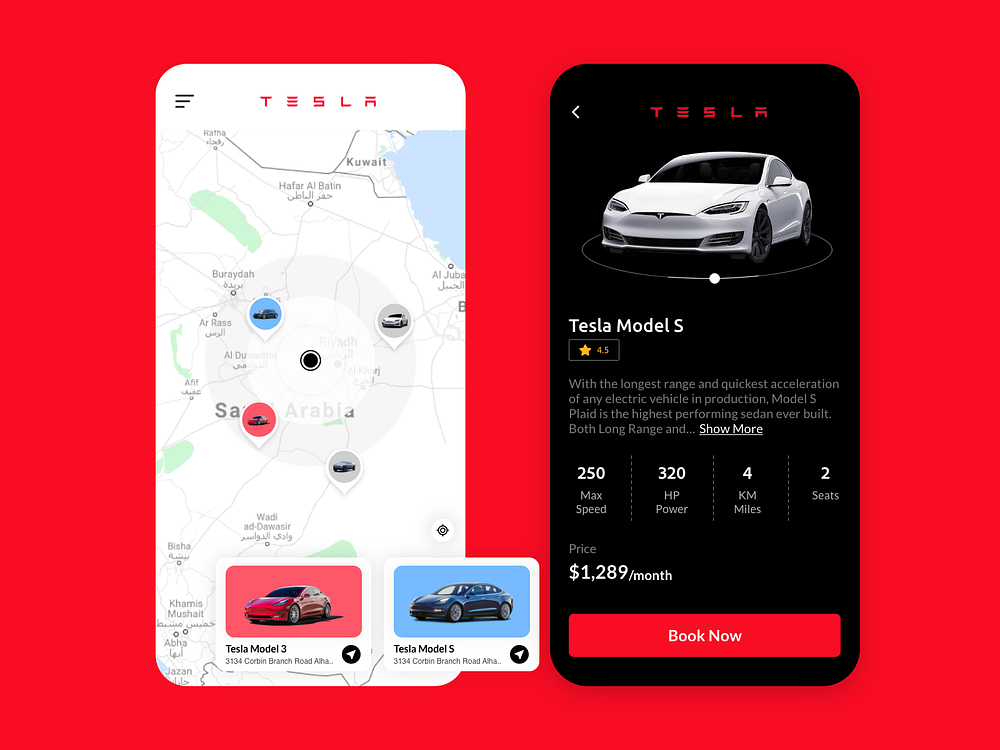 TESLA
Rafha
رفحاء
Kuwait
Hafar Al Batin
حفر الباطن
Al Juba
الجبيل
Buraydah
بريدة
Ar Rass
الرس
Riyadh
Al Duwadimi
Al-Kharj
Afif
عفيف
Saudi Arabia
Wadi
ad-Dawasir
وادي الدواسر
Bisha
بيشة
Khamis
Mushait
خميس مشيط
Abha
أبها
Jazan
جازان
Tesla Model 3
3134 Corbin Branch Road Alha..
Tesla Model S
3134 Corbin Branch Road Alha..
TESLA
Tesla Model S
4.5
With the longest range and quickest acceleration
of any electric vehicle in production, Model S
Plaid is the highest performing sedan ever built.
Both Long Range and... Show More
250
Max
Speed
320
HP
Power
4
KM
Miles
2
Seats
Price
$1,289/month
Book Now